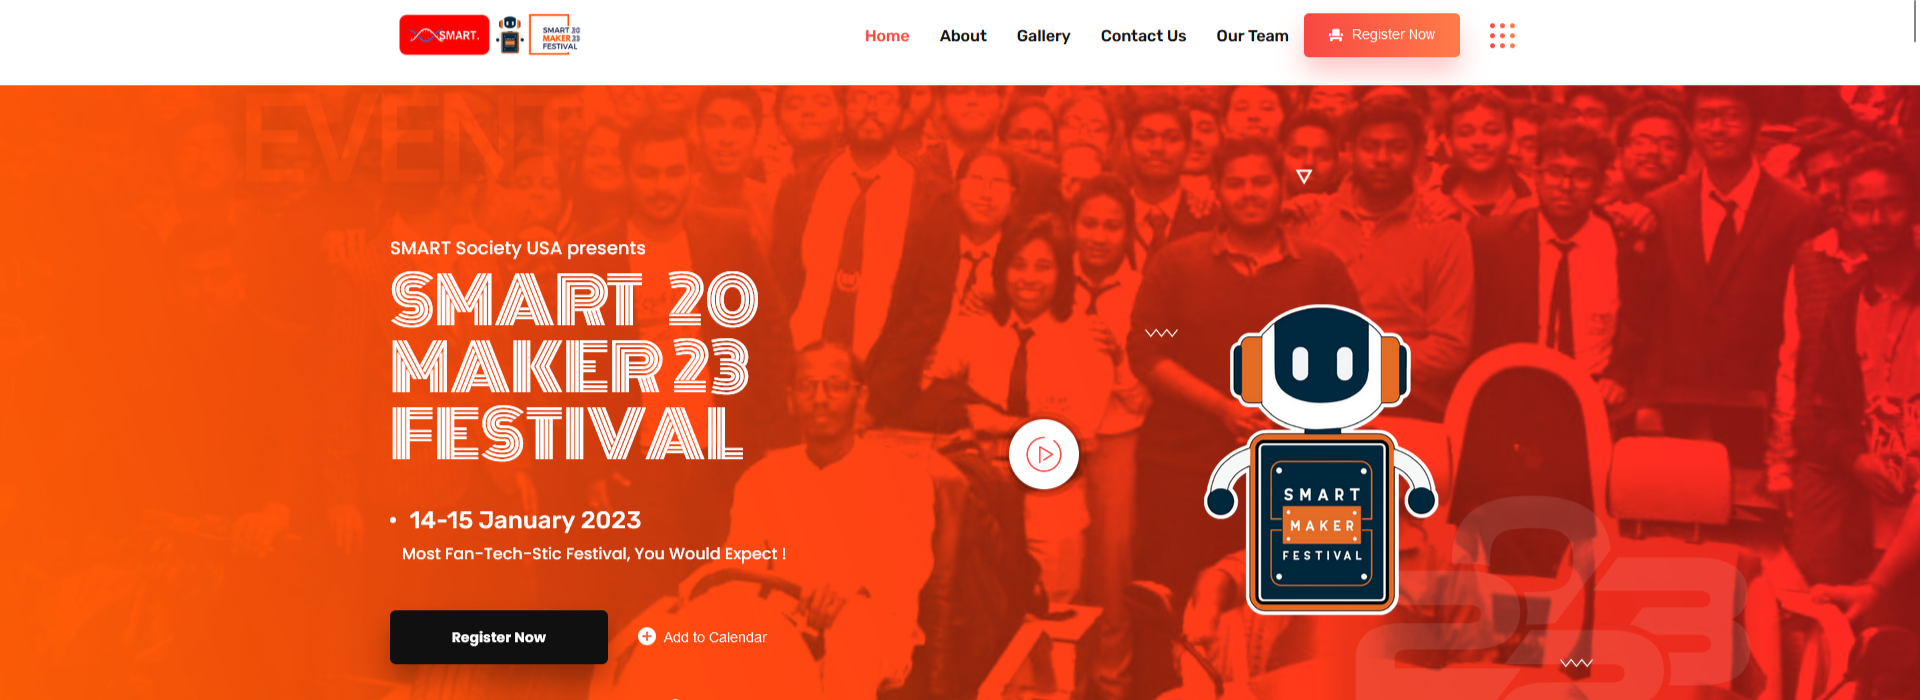 SMART.
SMART 20
MAKER 23
FESTIVAL
Home
About
Gallery
Contact Us
Our Team
Register Now
EVENT
SMART Society USA presents
SMART 20
MAKER 23
FESTIVAL
• 14-15 January 2023
Most Fan-Tech-Stic Festival, You Would Expect !
Register Now
Add to Calendar
SMART
MAKER
FESTIVAL
2023